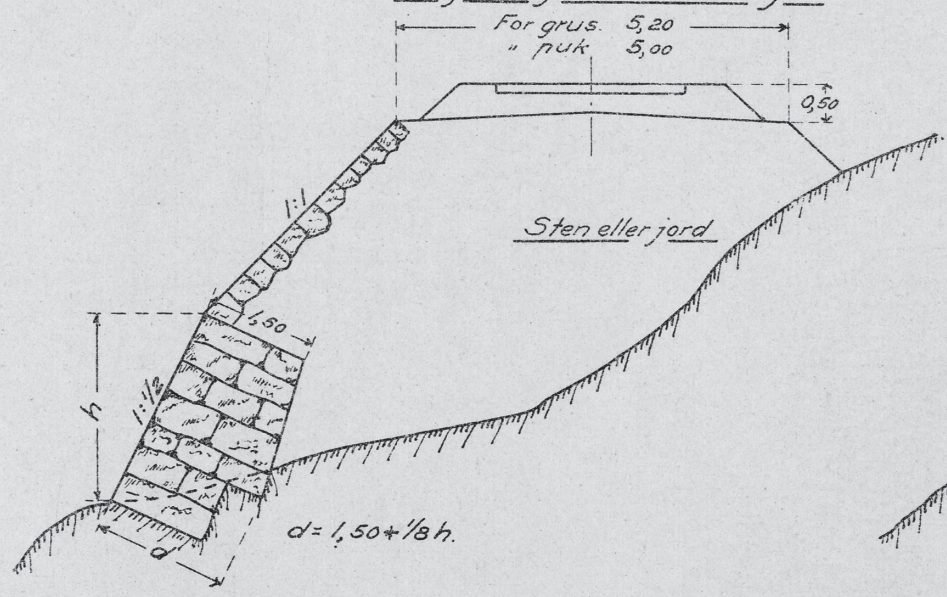 For grus. 5,20
" puk 5,00
0,50
1:1
Sten eller jord
1,50
h
1:1/2
d = 1,50 + 1/8 h.
d